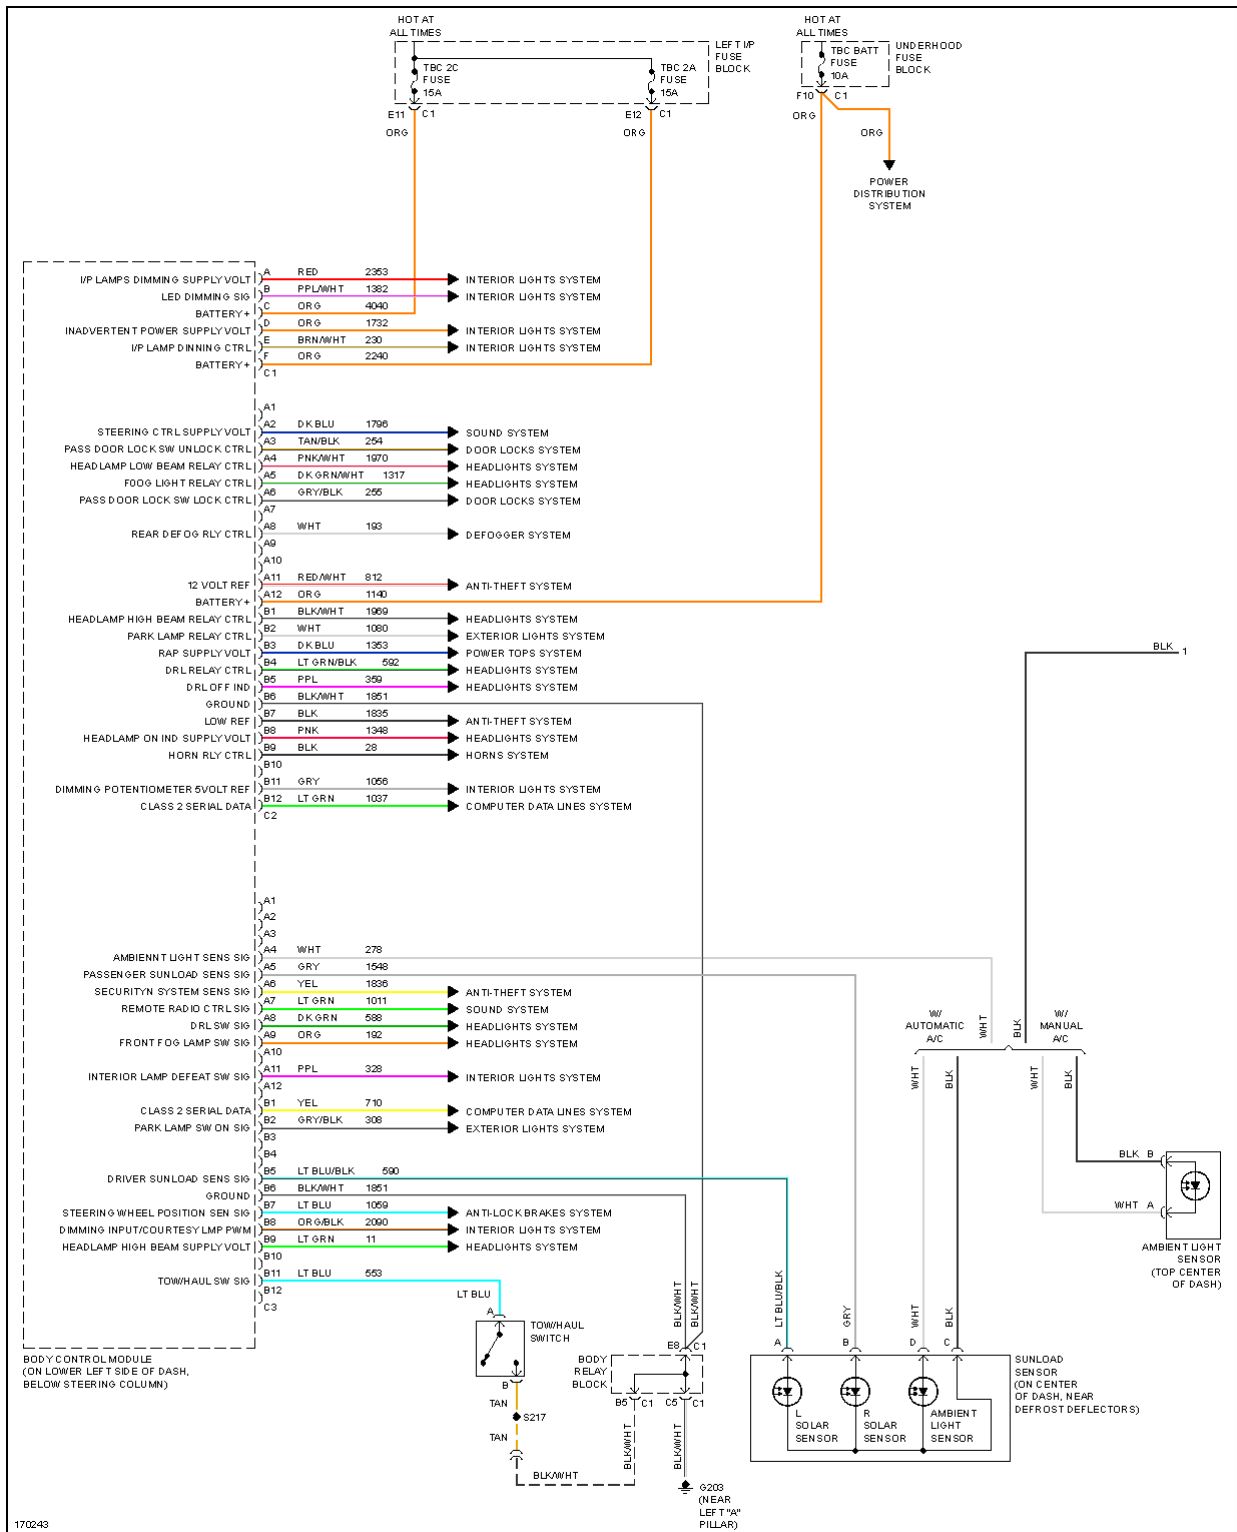 HOT AT
ALL TIMES
HOT AT
ALL TIMES
LEFT I/P
FUSE
BLOCK
TBC 2C
FUSE
15A
TBC 2A
FUSE
15A
TBC BATT
FUSE
10A
UNDERHOOD
FUSE
BLOCK
E11 C1
E12 C1
F10 C1
ORG
ORG
ORG
ORG
POWER
DISTRIBUTION
SYSTEM
I/P LAMPS DIMMING SUPPLY VOLT A RED 2353 INTERIOR LIGHTS SYSTEM
LED DIMMING SIG B PPL/WHT 1382 INTERIOR LIGHTS SYSTEM
BATTERY+ C ORG 4040
INADVERTENT POWER SUPPLY VOLT D ORG 1732 INTERIOR LIGHTS SYSTEM
I/P LAMP DINNING CTRL E BRN/WHT 230 INTERIOR LIGHTS SYSTEM
BATTERY+ F ORG 2240
C1
A1
STEERING CTRL SUPPLY VOLT A2 DK BLU 1796 SOUND SYSTEM
PASS DOOR LOCK SW UNLOCK CTRL A3 TAN/BLK 254 DOOR LOCKS SYSTEM
HEADLAMP LOW BEAM RELAY CTRL A4 PNK/WHT 1970 HEADLIGHTS SYSTEM
FOOG LIGHT RELAY CTRL A5 DK GRN/WHT 1317 HEADLIGHTS SYSTEM
PASS DOOR LOCK SW LOCK CTRL A6 GRY/BLK 255 DOOR LOCKS SYSTEM
A7
REAR DEFOG RLY CTRL A8 WHT 193 DEFOGGER SYSTEM
A9
A10
12 VOLT REF A11 RED/WHT 812 ANTI-THEFT SYSTEM
BATTERY+ A12 ORG 1140
HEADLAMP HIGH BEAM RELAY CTRL B1 BLK/WHT 1969 HEADLIGHTS SYSTEM
PARK LAMP RELAY CTRL B2 WHT 1080 EXTERIOR LIGHTS SYSTEM
RAP SUPPLY VOLT B3 DK BLU 1353 POWER TOPS SYSTEM
DRL RELAY CTRL B4 LT GRN/BLK 592 HEADLIGHTS SYSTEM
DRL OFF IND B5 PPL 359 HEADLIGHTS SYSTEM
GROUND B6 BLK/WHT 1851
LOW REF B7 BLK 1835 ANTI-THEFT SYSTEM
HEADLAMP ON IND SUPPLY VOLT B8 PNK 1348 HEADLIGHTS SYSTEM
HORN RLY CTRL B9 BLK 28 HORNS SYSTEM
B10
DIMMING POTENTIOMETER 5VOLT REF B11 GRY 1056 INTERIOR LIGHTS SYSTEM
CLASS 2 SERIAL DATA B12 LT GRN 1037 COMPUTER DATA LINES SYSTEM
C2
BLK 1
A1
A2
A3
AMBIENNT LIGHT SENS SIG A4 WHT 278
PASSENGER SUNLOAD SENS SIG A5 GRY 1548
SECURITYN SYSTEM SENS SIG A6 YEL 1836 ANTI-THEFT SYSTEM
REMOTE RADIO CTRL SIG A7 LT GRN 1011 SOUND SYSTEM
DRL SW SIG A8 DK GRN 588 HEADLIGHTS SYSTEM
FRONT FOG LAMP SW SIG A9 ORG 192 HEADLIGHTS SYSTEM
A10
INTERIOR LAMP DEFEAT SW SIG A11 PPL 328 INTERIOR LIGHTS SYSTEM
A12
CLASS 2 SERIAL DATA B1 YEL 710 COMPUTER DATA LINES SYSTEM
PARK LAMP SW ON SIG B2 GRY/BLK 308 EXTERIOR LIGHTS SYSTEM
B3
B4
DRIVER SUNLOAD SENS SIG B5 LT BLU/BLK 590
GROUND B6 BLK/WHT 1851
STEERING WHEEL POSITION SEN SIG B7 LT BLU 1059 ANTI-LOCK BRAKES SYSTEM
DIMMING INPUT/COURTESY LMP PWM B8 ORG/BLK 2090 INTERIOR LIGHTS SYSTEM
HEADLAMP HIGH BEAM SUPPLY VOLT B9 LT GRN 11 HEADLIGHTS SYSTEM
B10
TOW/HAUL SW SIG B11 LT BLU 553
B12
C3
W/
AUTOMATIC
A/C
WHT
BLK
W/
MANUAL
A/C
WHT
BLK
WHT
BLK
BLK B
WHT A
AMBIENT LIGHT
SENSOR
(TOP CENTER
OF DASH)
LT BLU
A
TOW/HAUL
SWITCH
B
TAN
S217
TAN
BLK/WHT
BLK/WHT
BLK/WHT
E8 C1
BODY
RELAY
BLOCK
B5 C1
C5 C1
BLK/WHT
BLK/WHT
G203
(NEAR
LEFT "A"
PILLAR)
LT BLU/BLK
GRY
WHT
BLK
A
B
D
C
L
SOLAR
SENSOR
R
SOLAR
SENSOR
AMBIENT
LIGHT
SENSOR
SUNLOAD
SENSOR
(ON CENTER
OF DASH, NEAR
DEFROST DEFLECTORS)
BODY CONTROL MODULE
(ON LOWER LEFT SIDE OF DASH,
BELOW STEERING COLUMN)
170243